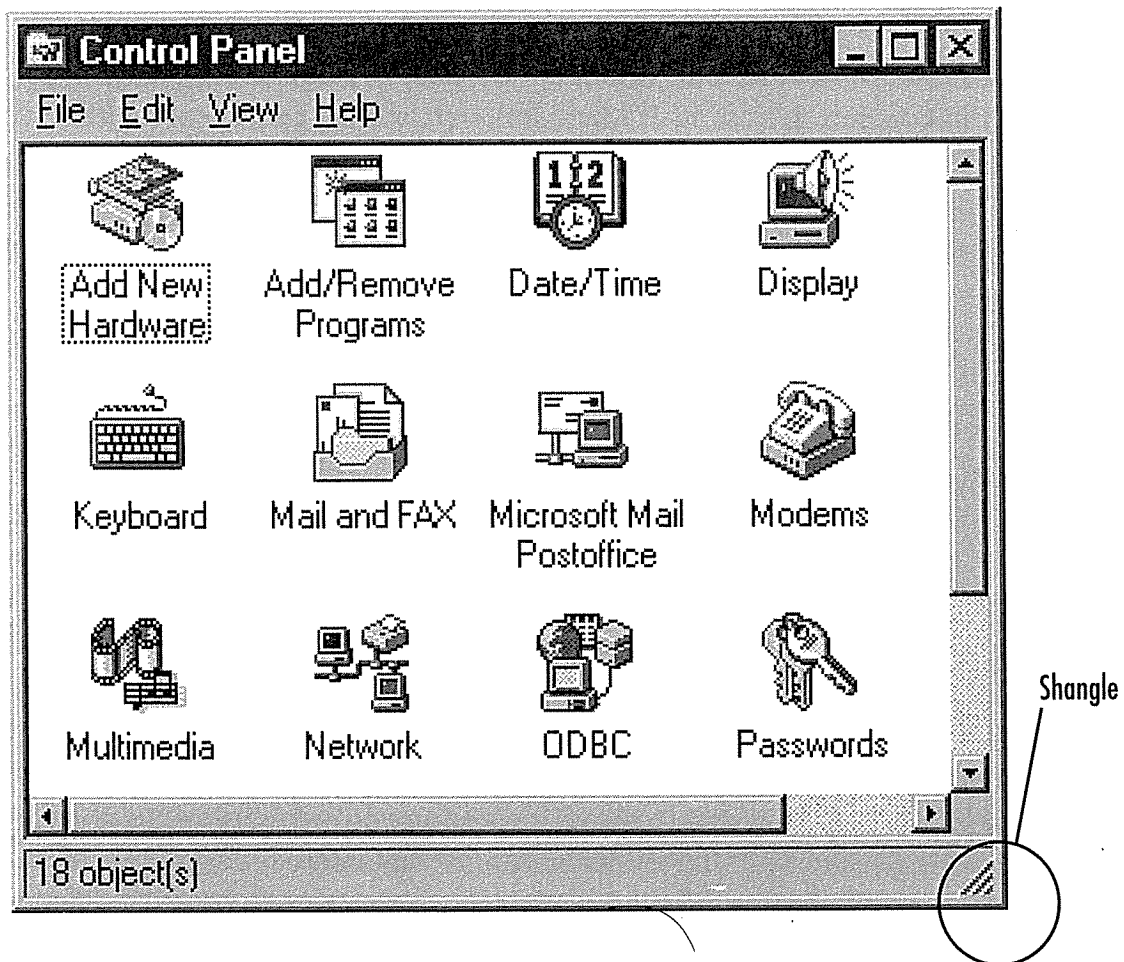 Control Panel
File Edit View Help
Add New
Hardware
Add/Remove
Programs
Date/Time
Display
Keyboard
Mail and FAX
Microsoft Mail
Postoffice
Modems
Multimedia
Network
ODBC
Passwords
Shangle
18 object(s)